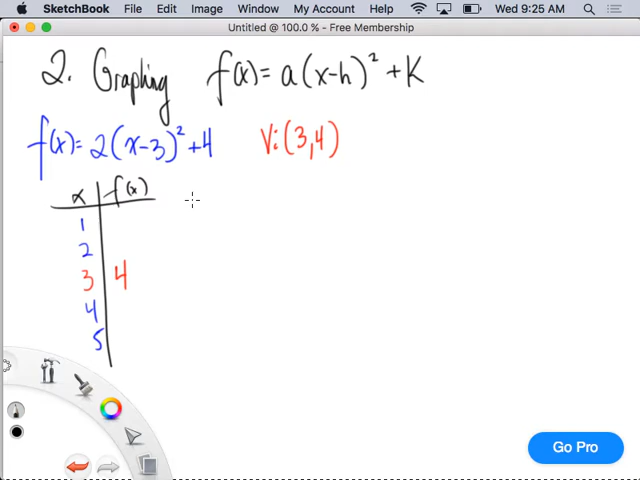 SketchBook File Edit Image Window My Account Help Wed 9:25 AM
Untitled @ 100.0 % - Free Membership
2. Graphing f(x)= a(x-h)² + K
f(x)= 2(x-3)² +4 V:(3,4)
x f(x)
1
2
3 4
4
5
Go Pro